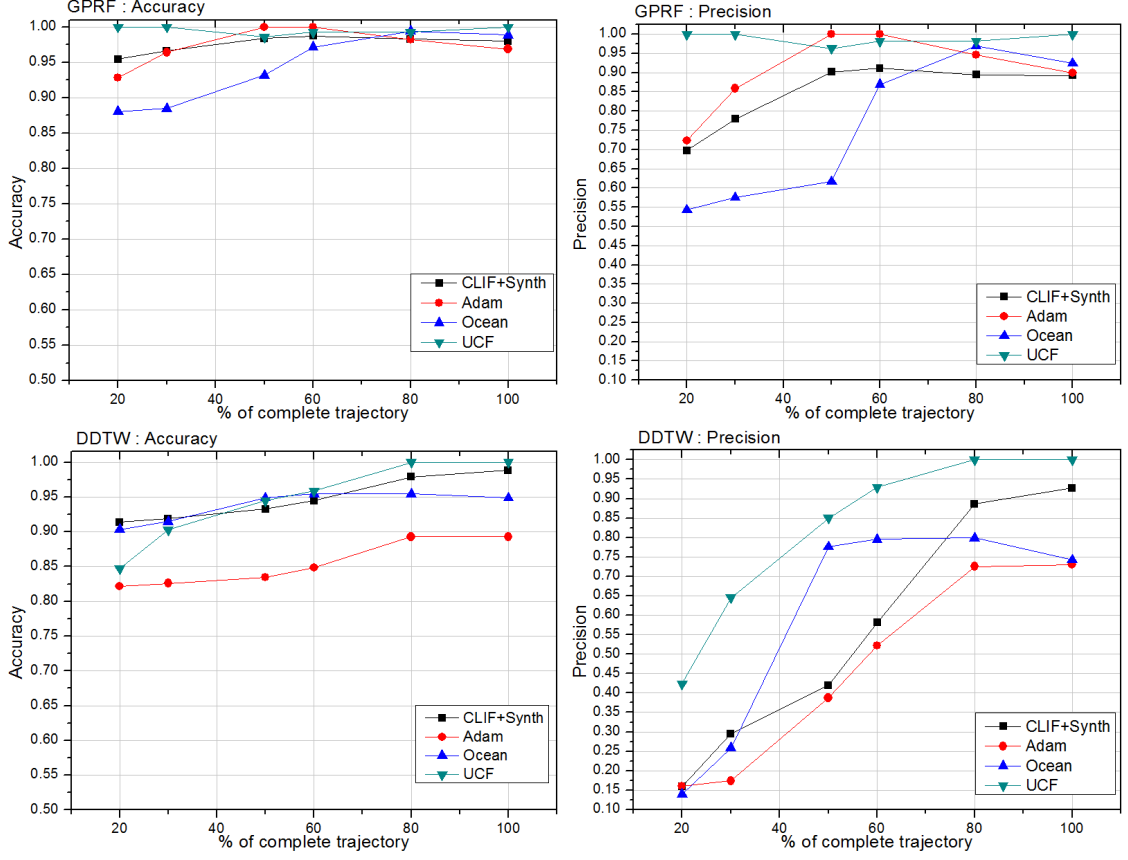 GPRF : Accuracy
1.00
0.95
0.90
0.85
0.80
0.75
0.70
0.65
0.60
0.55
0.50
Accuracy
20 40 60 80 100
% of complete trajectory
CLIF+Synth
Adam
Ocean
UCF
GPRF : Precision
1.00
0.95
0.90
0.85
0.80
0.75
0.70
0.65
0.60
0.55
0.50
0.45
0.40
0.35
0.30
0.25
0.20
0.15
0.10
Precision
20 40 60 80 100
% of complete trajectory
CLIF+Synth
Adam
Ocean
UCF
DDTW : Accuracy
1.00
0.95
0.90
0.85
0.80
0.75
0.70
0.65
0.60
0.55
0.50
Accuracy
20 40 60 80 100
% of complete trajectory
CLIF+Synth
Adam
Ocean
UCF
DDTW : Precision
1.00
0.95
0.90
0.85
0.80
0.75
0.70
0.65
0.60
0.55
0.50
0.45
0.40
0.35
0.30
0.25
0.20
0.15
0.10
Precision
20 40 60 80 100
% of complete trajectory
CLIF+Synth
Adam
Ocean
UCF